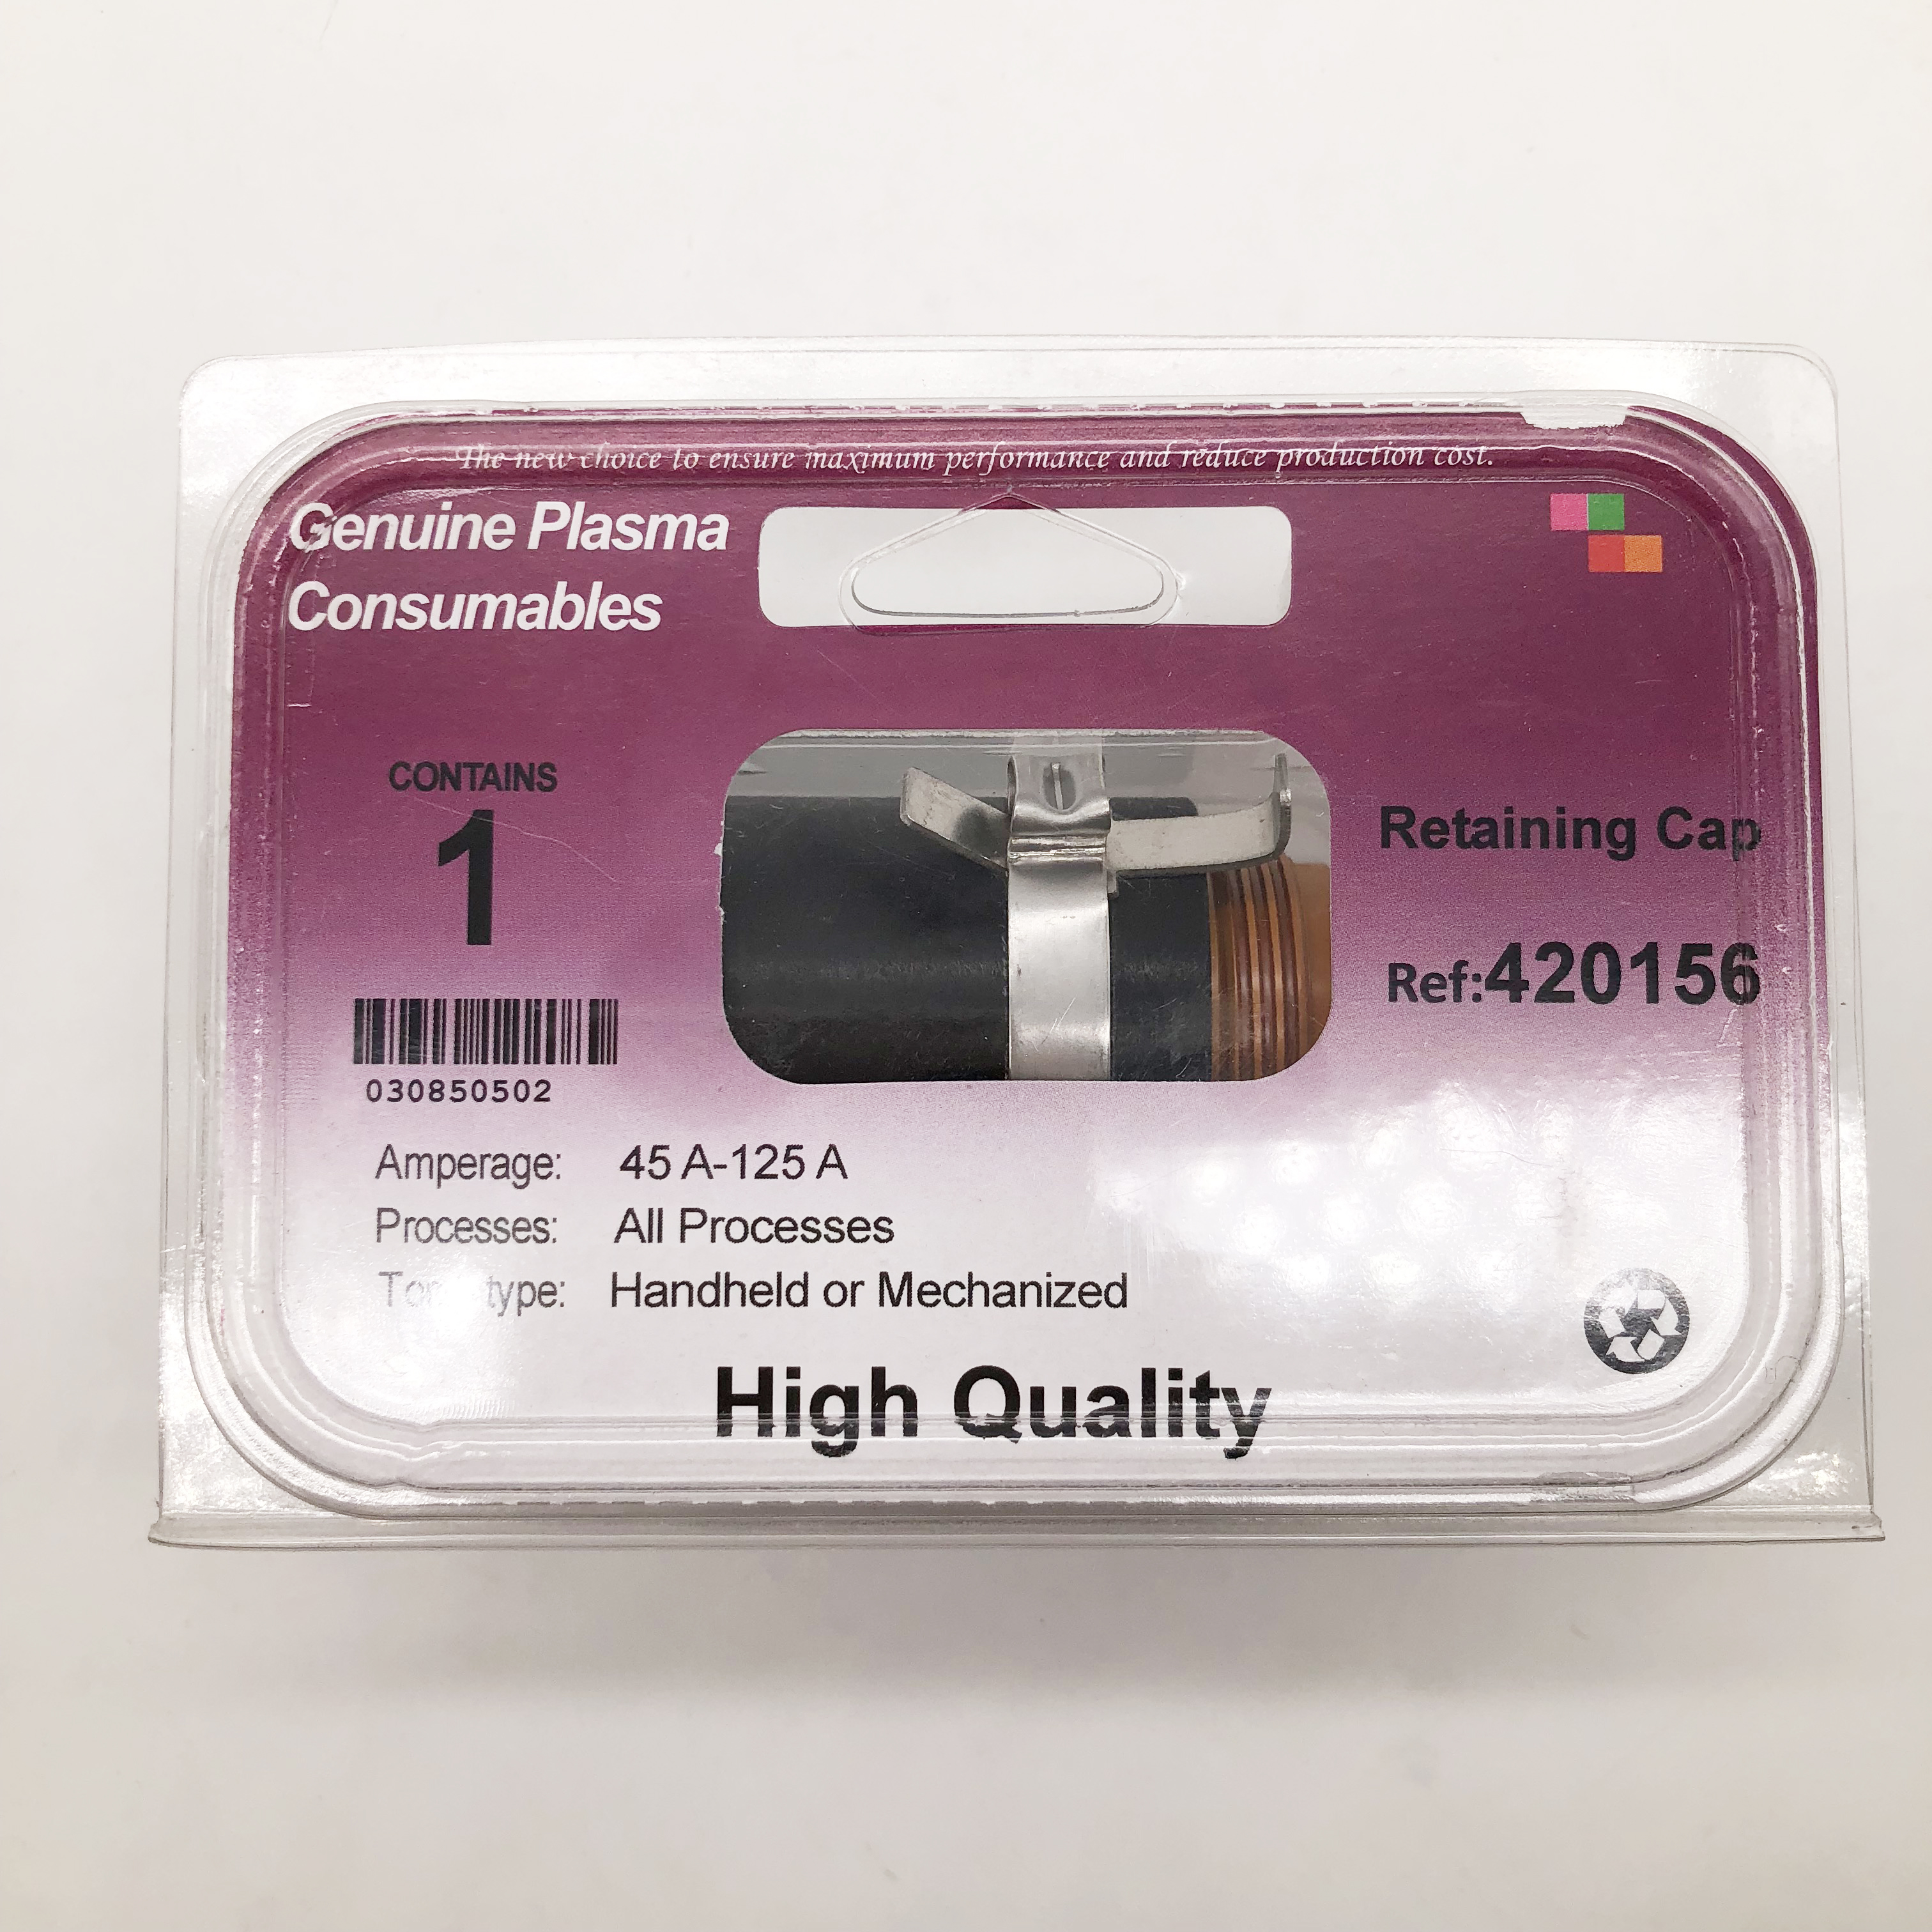 The new choice to ensure maximum performance and reduce production cost.
Genuine Plasma
Consumables
CONTAINS
1
Retaining Cap
Ref:420156
030850502
Amperage: 45 A-125 A
Processes: All Processes
type: Handheld or Mechanized
High Quality